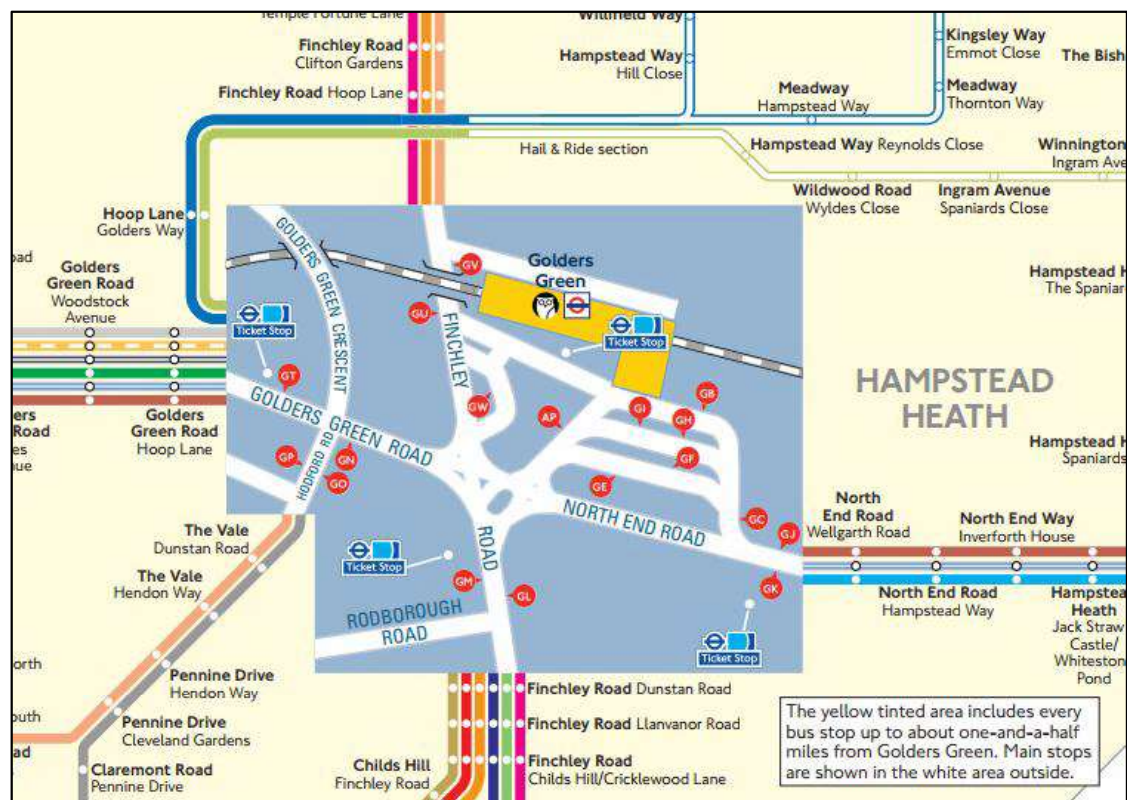 Temple Fortune Lane
Finchley Road
Clifton Gardens
Finchley Road Hoop Lane
Willifield Way
Hampstead Way
Hill Close
Kingsley Way
Emmot Close
The Bish
Meadway
Hampstead Way
Meadway
Thornton Way
Hail & Ride section
Hampstead Way Reynolds Close
Winnington
Ingram Ave
Wildwood Road
Wyldes Close
Ingram Avenue
Spaniards Close
Hoop Lane
Golders Way
oad
Golders
Green Road
Woodstock
Avenue
GOLDERS GREEN CRESCENT
GV
Golders
Green
Hampstead H
The Spaniar
GU
FINCHLEY
Ticket Stop
Ticket Stop
GT
GOLDERS GREEN ROAD
GW
AP
GI
GH
GB
HAMPSTEAD
HEATH
ers
Road
es
nue
Golders
Green Road
Hoop Lane
GP
GN
GO
HODFORD RD
GF
GE
Hampstead H
Spaniards
NORTH END ROAD
GC
GJ
GK
North
End Road
Wellgarth Road
North End Way
Inverforth House
The Vale
Dunstan Road
The Vale
Hendon Way
Ticket Stop
ROAD
GM
GL
RODBOROUGH
ROAD
Ticket Stop
North End Road
Hampstead Way
Hampstea
Heath
Jack Straw
Castle/
Whiteston
Pond
orth
Pennine Drive
Hendon Way
outh
Pennine Drive
Cleveland Gardens
ad
Claremont Road
Pennine Drive
Childs Hill
Finchley Road
Finchley Road Dunstan Road
Finchley Road Llanvanor Road
Finchley Road
Childs Hill/Cricklewood Lane
The yellow tinted area includes every
bus stop up to about one-and-a-half
miles from Golders Green. Main stops
are shown in the white area outside.